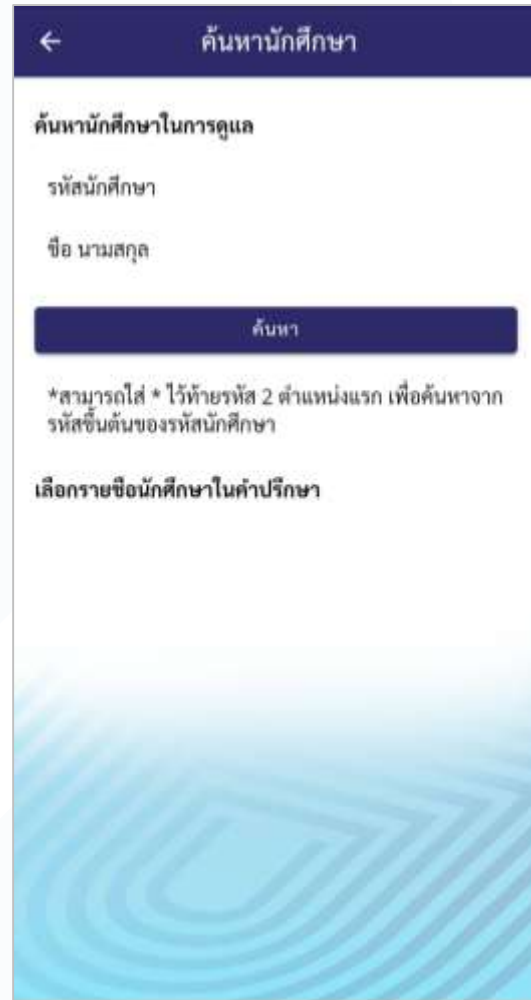 ค้นหานักศึกษา
ค้นหานักศึกษาในการดูแล
รหัสนักศึกษา
ชื่อ นามสกุล
ค้นหา
*สามารถใส่ * ไว้ท้ายรหัส 2 ตำแหน่งแรก เพื่อค้นหาจาก
รหัสขึ้นต้นของรหัสนักศึกษา
เลือกรายชื่อนักศึกษาในคำปรึกษา